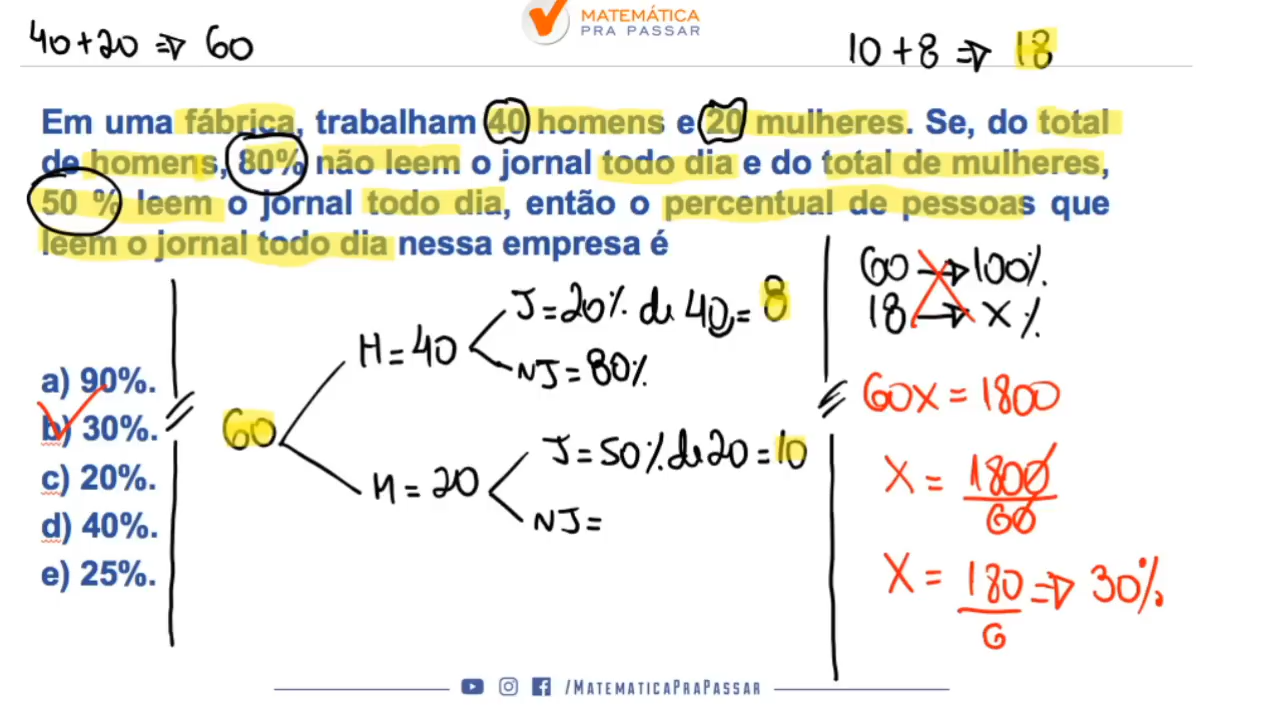 MATEMÁTICA
PRA PASSAR
40+20 ⇒ 60
10+8 ⇒ 18
Em uma fábrica, trabalham 40 homens e 20 mulheres. Se, do total
de homens, 80% não leem o jornal todo dia e do total de mulheres,
50 % leem o jornal todo dia, então o percentual de pessoas que
leem o jornal todo dia nessa empresa é
a) 90%.
b) 30%.
c) 20%.
d) 40%.
e) 25%.
60
H = 40
J = 20% de 40 = 8
NJ = 80%
M = 20
J = 50% de 20 = 10
NJ =
60 → 100%
18 → X%
60X = 1800
X = 1800
60
X = 180 ⇒ 30%
6
/MATEMATICAPRAPASSAR